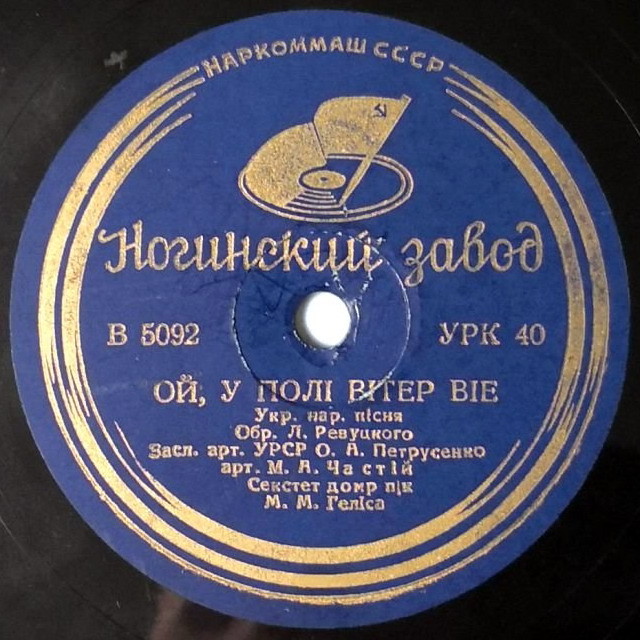 НАРКОММАШ СССР
Ногинский завод
В 5092 УРК 40
ОЙ, У ПОЛІ ВІТЕР ВІЕ
Укр. нар. пісня
Обр. Л. Ревуцкого
Засл. арт. УРСР О. А. Петрусенко
арт. М. А. Частій
Секстет домр п/к
М. М. Геліса